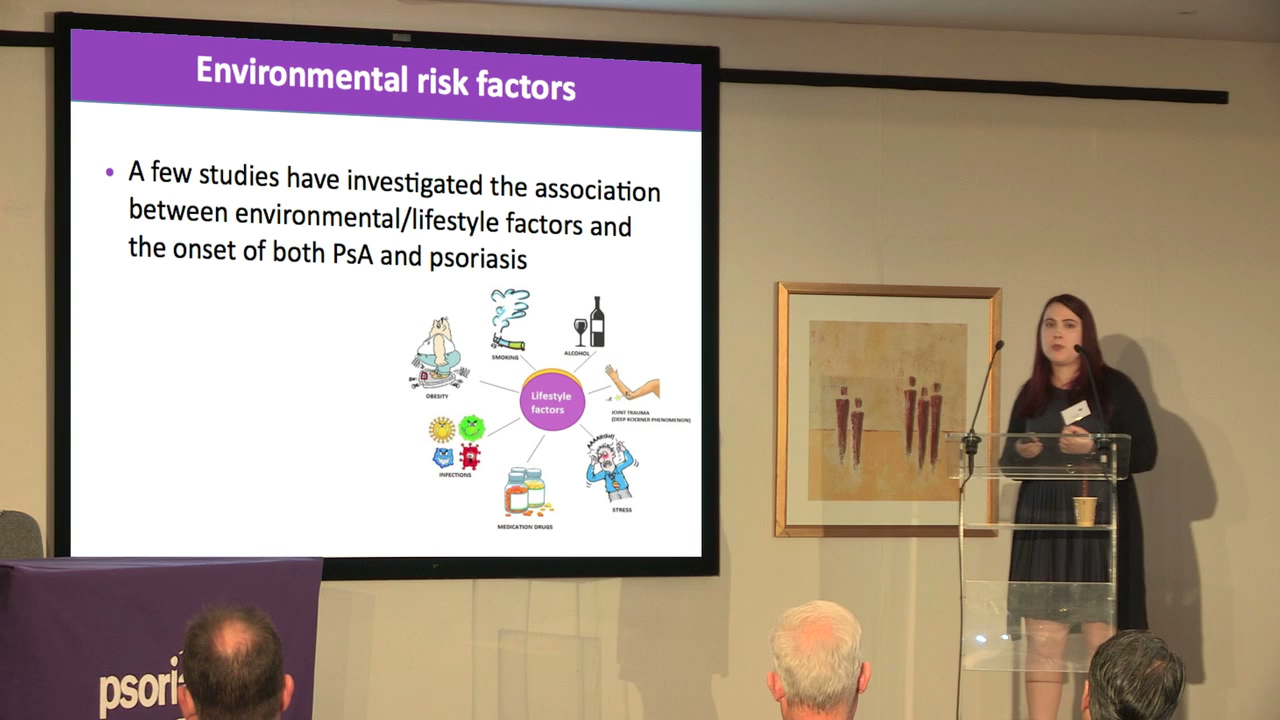 Environmental risk factors
• A few studies have investigated the association
between environmental/lifestyle factors and
the onset of both PsA and psoriasis
SMOKING
ALCOHOL
OBESITY
Lifestyle
factors
JOINT TRAUMA
(DEEP KOEBNER PHENOMENON)
INFECTIONS
STRESS
MEDICATION DRUGS
psori